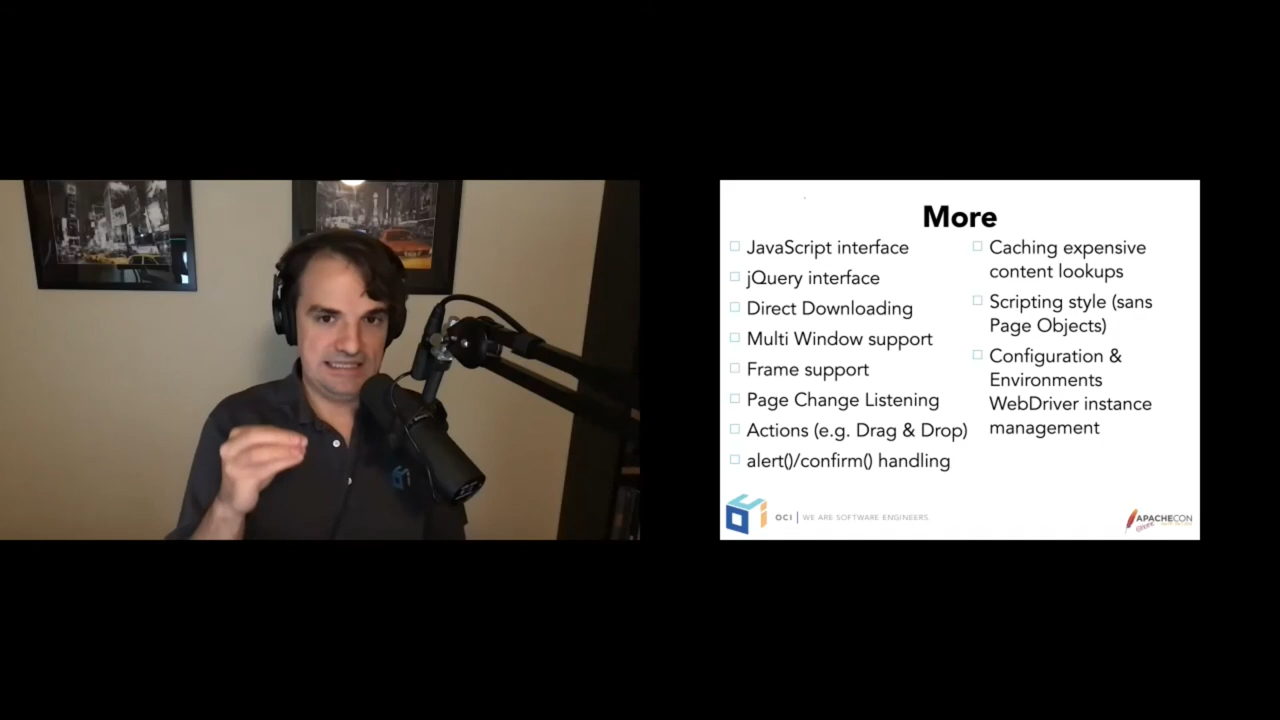 More
JavaScript interface
jQuery interface
Direct Downloading
Multi Window support
Frame support
Page Change Listening
Actions (e.g. Drag & Drop)
alert()/confirm() handling
Caching expensive
content lookups
Scripting style (sans
Page Objects)
Configuration &
Environments
WebDriver instance
management
OCI | WE ARE SOFTWARE ENGINEERS.
APACHECON
@Home